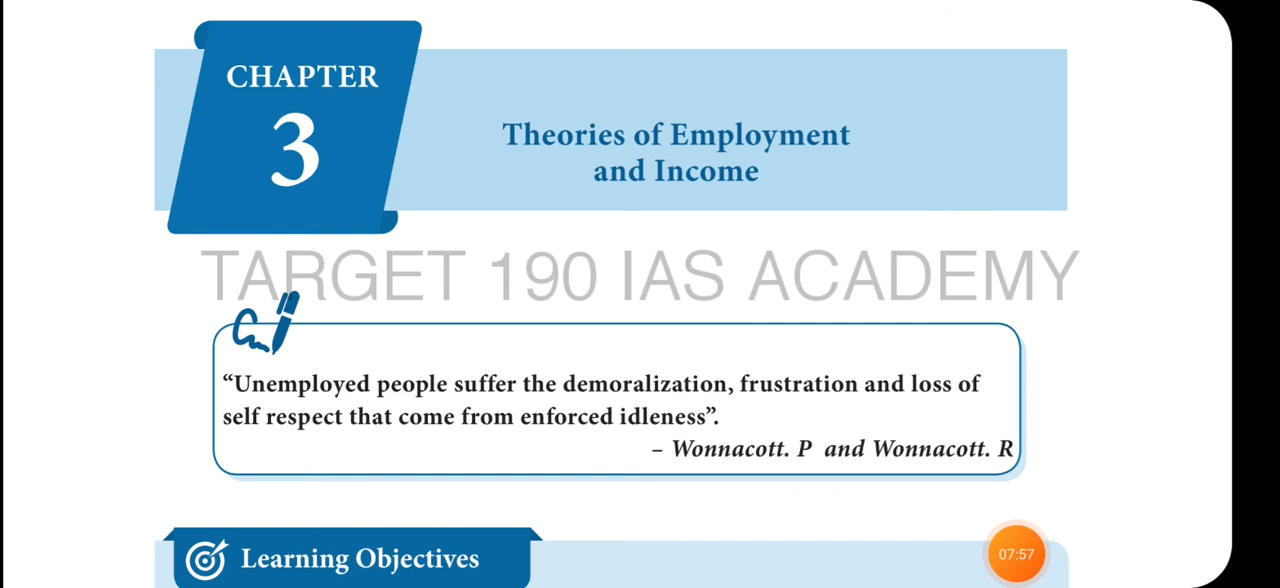 CHAPTER
3
Theories of Employment
and Income
TARGET 190 IAS ACADEMY
“Unemployed people suffer the demoralization, frustration and loss of
self respect that come from enforced idleness”.
– Wonnacott. P and Wonnacott. R
Learning Objectives
07:57